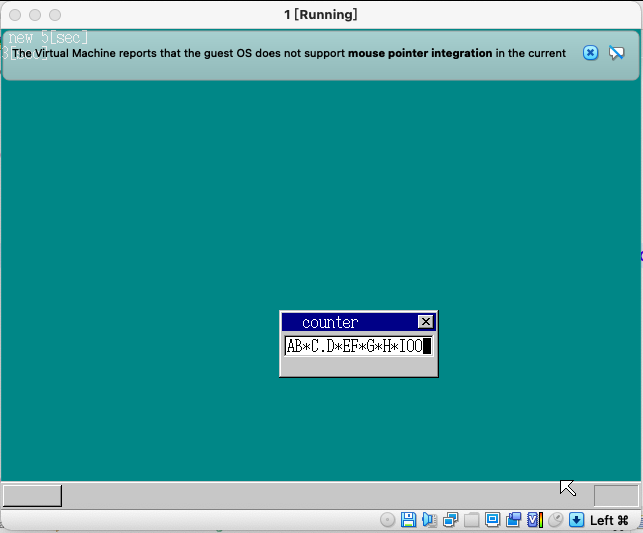 1 [Running]
new 5[sec]
The Virtual Machine reports that the guest OS does not support mouse pointer integration in the current
counter
AB*C.D*EF*G*H*IOO
Left ⌘